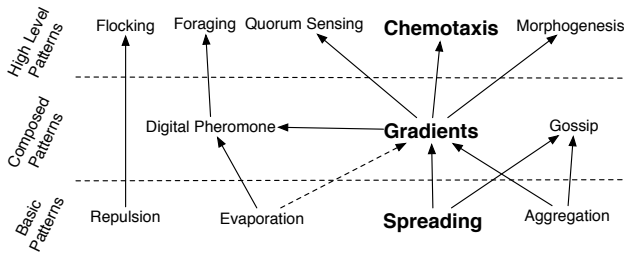 High Level Patterns
Flocking Foraging Quorum Sensing Chemotaxis Morphogenesis
Composed Patterns
Digital Pheromone Gradients Gossip
Basic Patterns
Repulsion Evaporation Spreading Aggregation